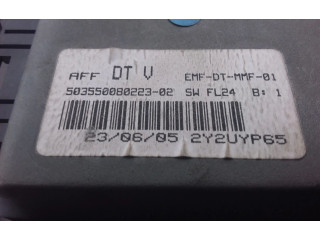 AFF DT V EMF-DT-MMF-01
503550080223-02 SW FL24 B: 1
23/06/05 2Y2UYP65